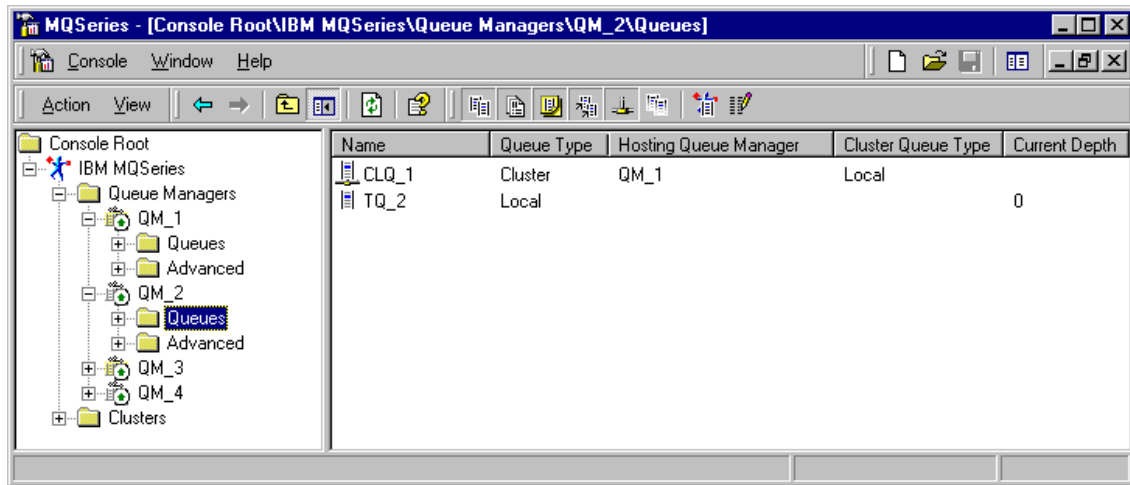 MQSeries - [Console Root\IBM MQSeries\Queue Managers\QM_2\Queues]
Console Window Help
Action View
Console Root
IBM MQSeries
Queue Managers
QM_1
Queues
Advanced
QM_2
Queues
Advanced
QM_3
QM_4
Clusters
Name Queue Type Hosting Queue Manager Cluster Queue Type Current Depth
CLQ_1 Cluster QM_1 Local
TQ_2 Local 0